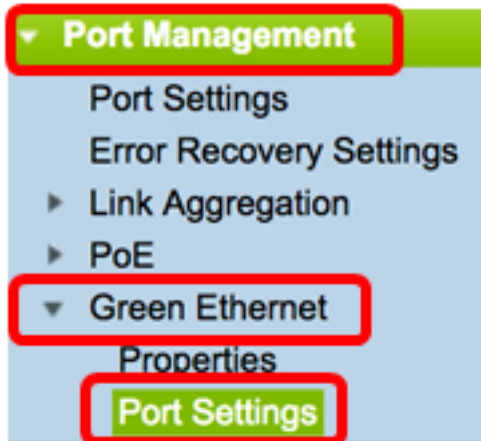 Port Management
Port Settings
Error Recovery Settings
Link Aggregation
PoE
Green Ethernet
Properties
Port Settings